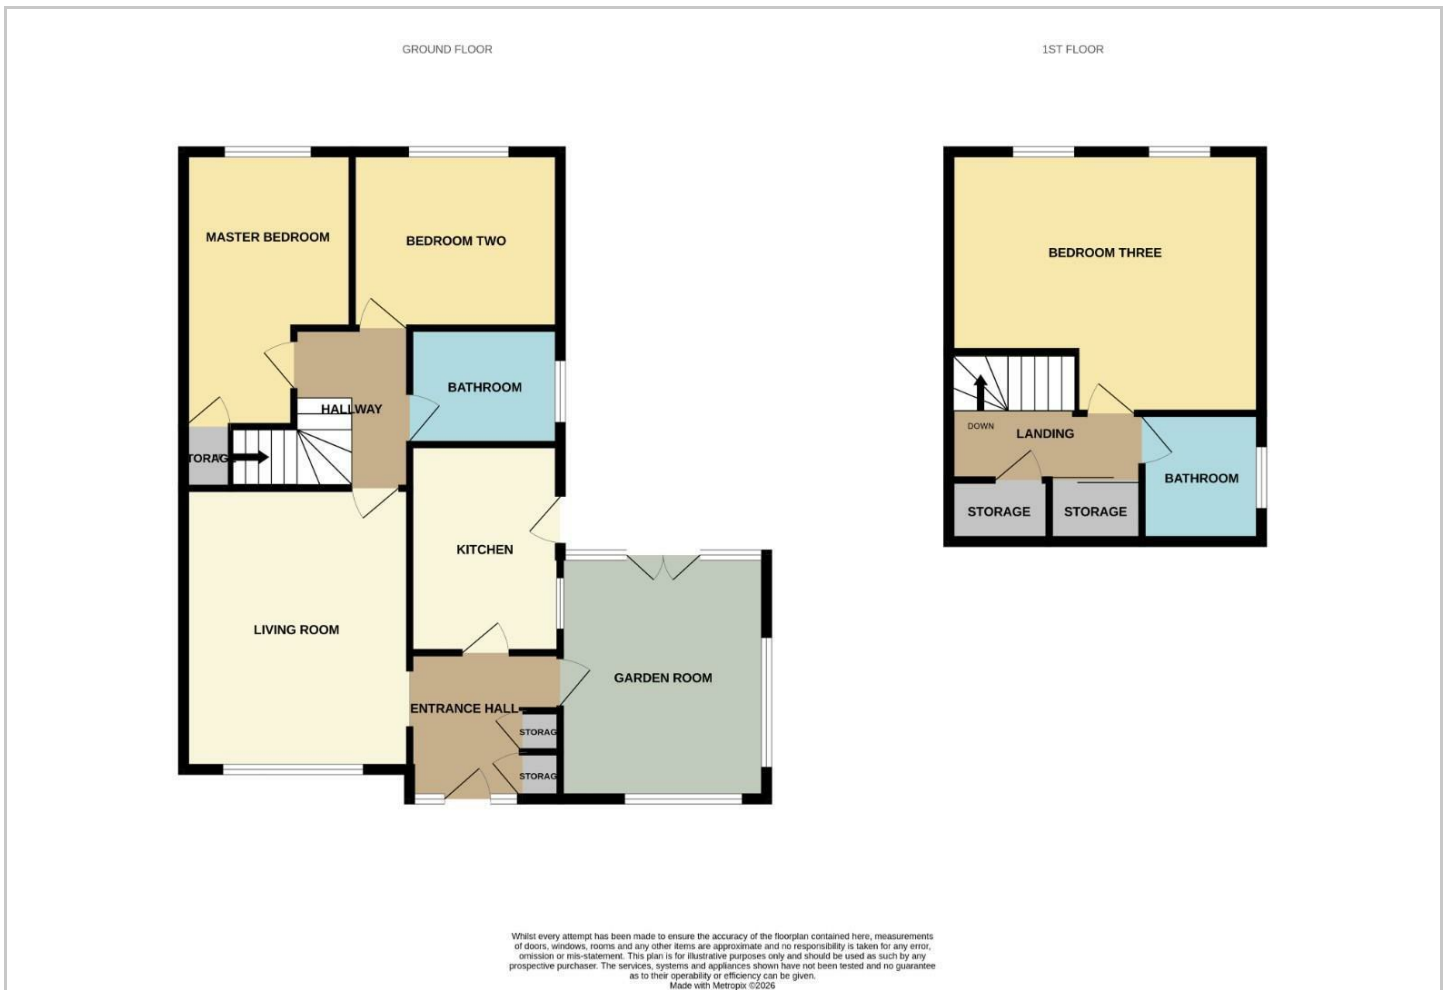 GROUND FLOOR
1ST FLOOR
MASTER BEDROOM
BEDROOM TWO
BATHROOM
HALLWAY
TORAGE
KITCHEN
LIVING ROOM
ENTRANCE HALL
STORAG
STORAG
GARDEN ROOM
BEDROOM THREE
DOWN
LANDING
BATHROOM
STORAGE
STORAGE
Whilst every attempt has been made to ensure the accuracy of the floorplan contained here, measurements
of doors, windows, rooms and any other items are approximate and no responsibility is taken for any error,
omission or mis-statement. This plan is for illustrative purposes only and should be used as such by any
prospective purchaser. The services, systems and appliances shown have not been tested and no guarantee
as to their operability or efficiency can be given.
Made with Metropix ©2026